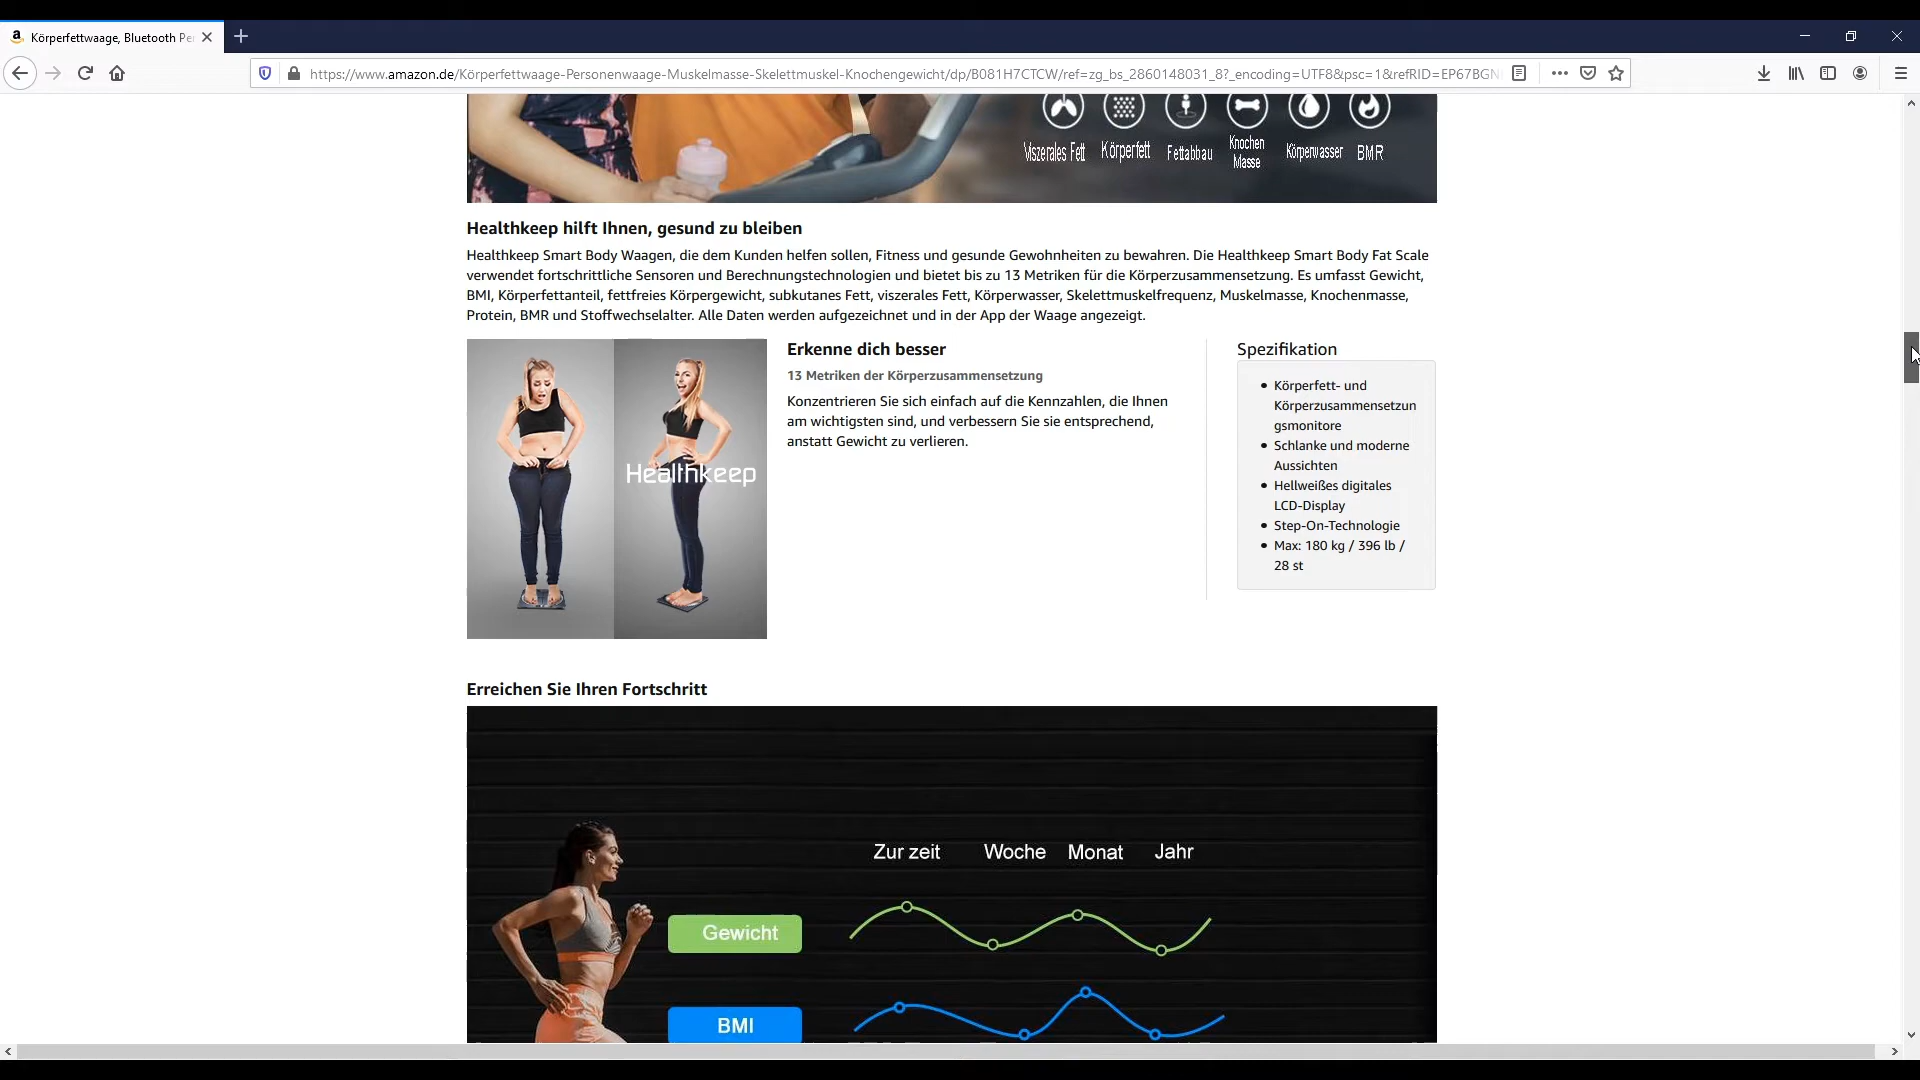 Körperfettwaage, Bluetooth Pe
https://www.amazon.de/Körperfettwaage-Personenwaage-Muskelmasse-Skelettmuskel-Knochengewicht/dp/B081H7CTCW/ref=zg_bs_2860148031_8?_encoding=UTF8&psc=1&refRID=EP67BGN
Viszerales Fett Körperfett Fettabbau Knochen Masse Körperwasser BMR
Healthkeep hilft Ihnen, gesund zu bleiben
Healthkeep Smart Body Waagen, die dem Kunden helfen sollen, Fitness und gesunde Gewohnheiten zu bewahren. Die Healthkeep Smart Body Fat Scale
verwendet fortschrittliche Sensoren und Berechnungstechnologien und bietet bis zu 13 Metriken für die Körperzusammensetzung. Es umfasst Gewicht,
BMI, Körperfettanteil, fettfreies Körpergewicht, subkutanes Fett, viszerales Fett, Körperwasser, Skelettmuskelfrequenz, Muskelmasse, Knochenmasse,
Protein, BMR und Stoffwechselalter. Alle Daten werden aufgezeichnet und in der App der Waage angezeigt.
Healthkeep
Erkenne dich besser
13 Metriken der Körperzusammensetzung
Konzentrieren Sie sich einfach auf die Kennzahlen, die Ihnen
am wichtigsten sind, und verbessern Sie sie entsprechend,
anstatt Gewicht zu verlieren.
Spezifikation
• Körperfett- und
Körperzusammensetzun
gsmonitore
• Schlanke und moderne
Aussichten
• Hellweißes digitales
LCD-Display
• Step-On-Technologie
• Max: 180 kg / 396 lb /
28 st
Erreichen Sie Ihren Fortschritt
Zur zeit Woche Monat Jahr
Gewicht
BMI